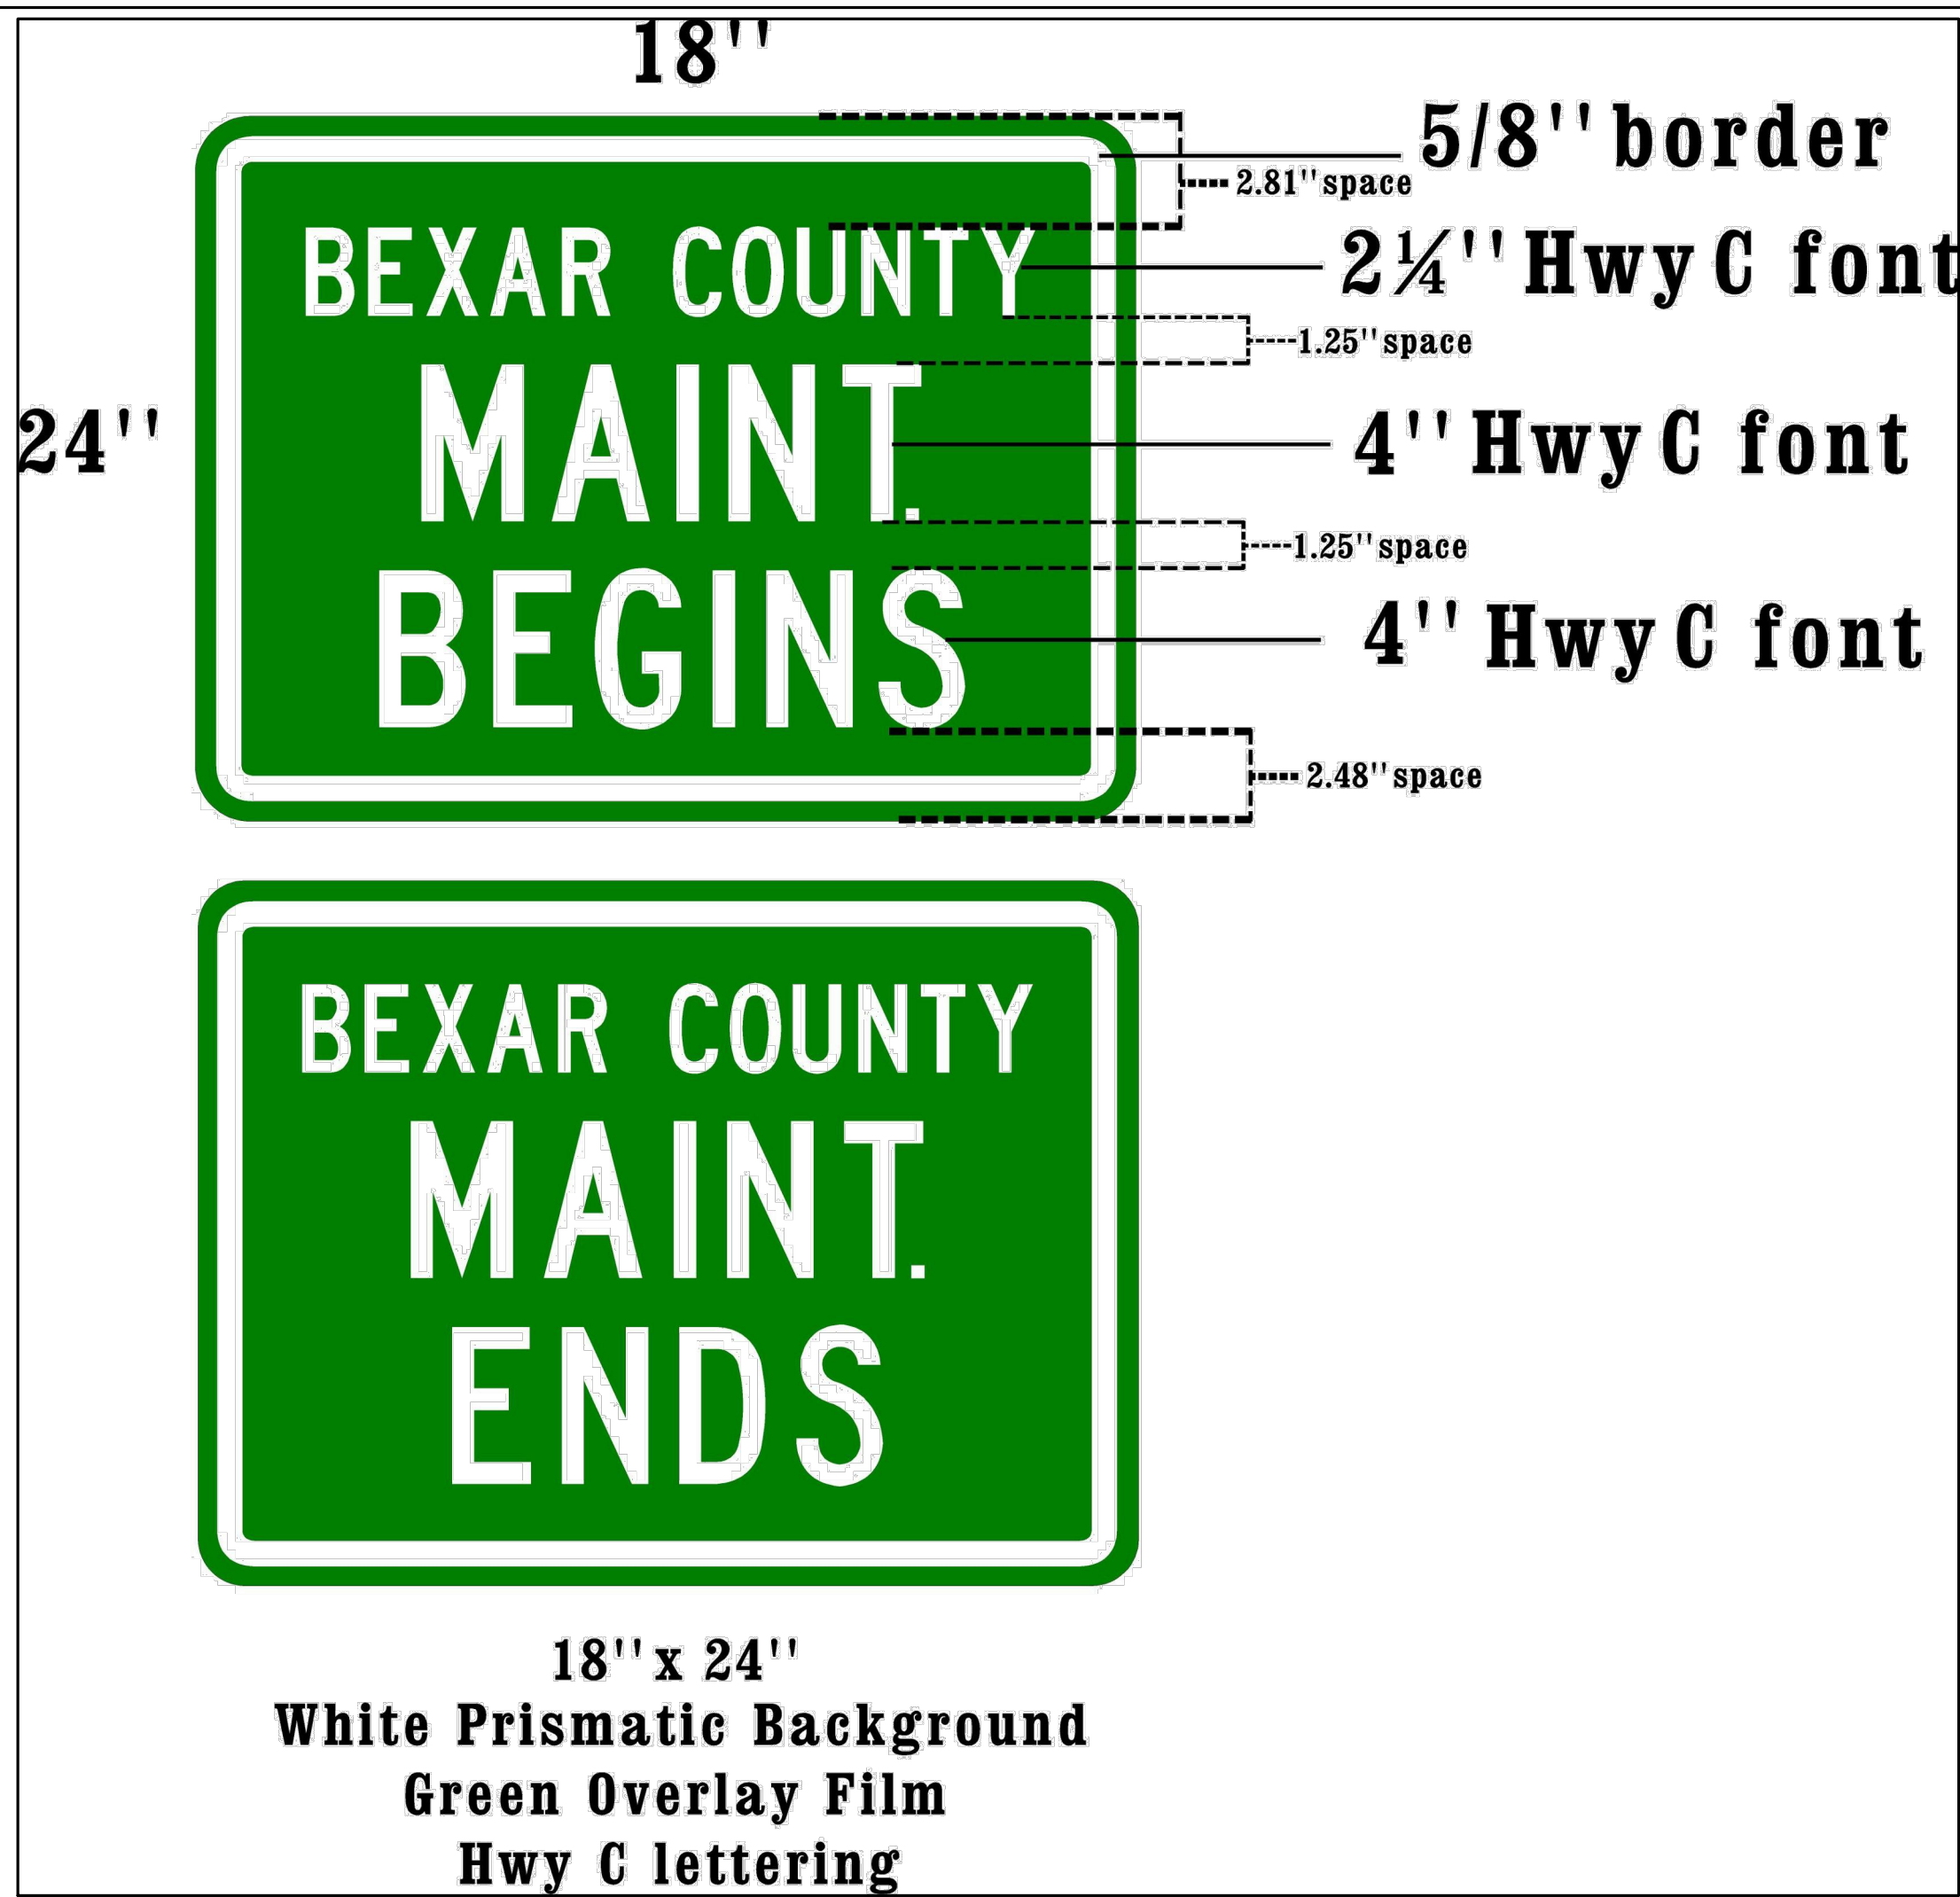 18''
5/8'' border
2.81'' space
BEXAR COUNTY
2¼'' Hwy C font
1.25'' space
24''
MAINT.
4'' Hwy C font
1.25'' space
BEGINS
4'' Hwy C font
2.48'' space
BEXAR COUNTY
MAINT.
ENDS
18'' x 24''
White Prismatic Background
Green Overlay Film
Hwy C lettering